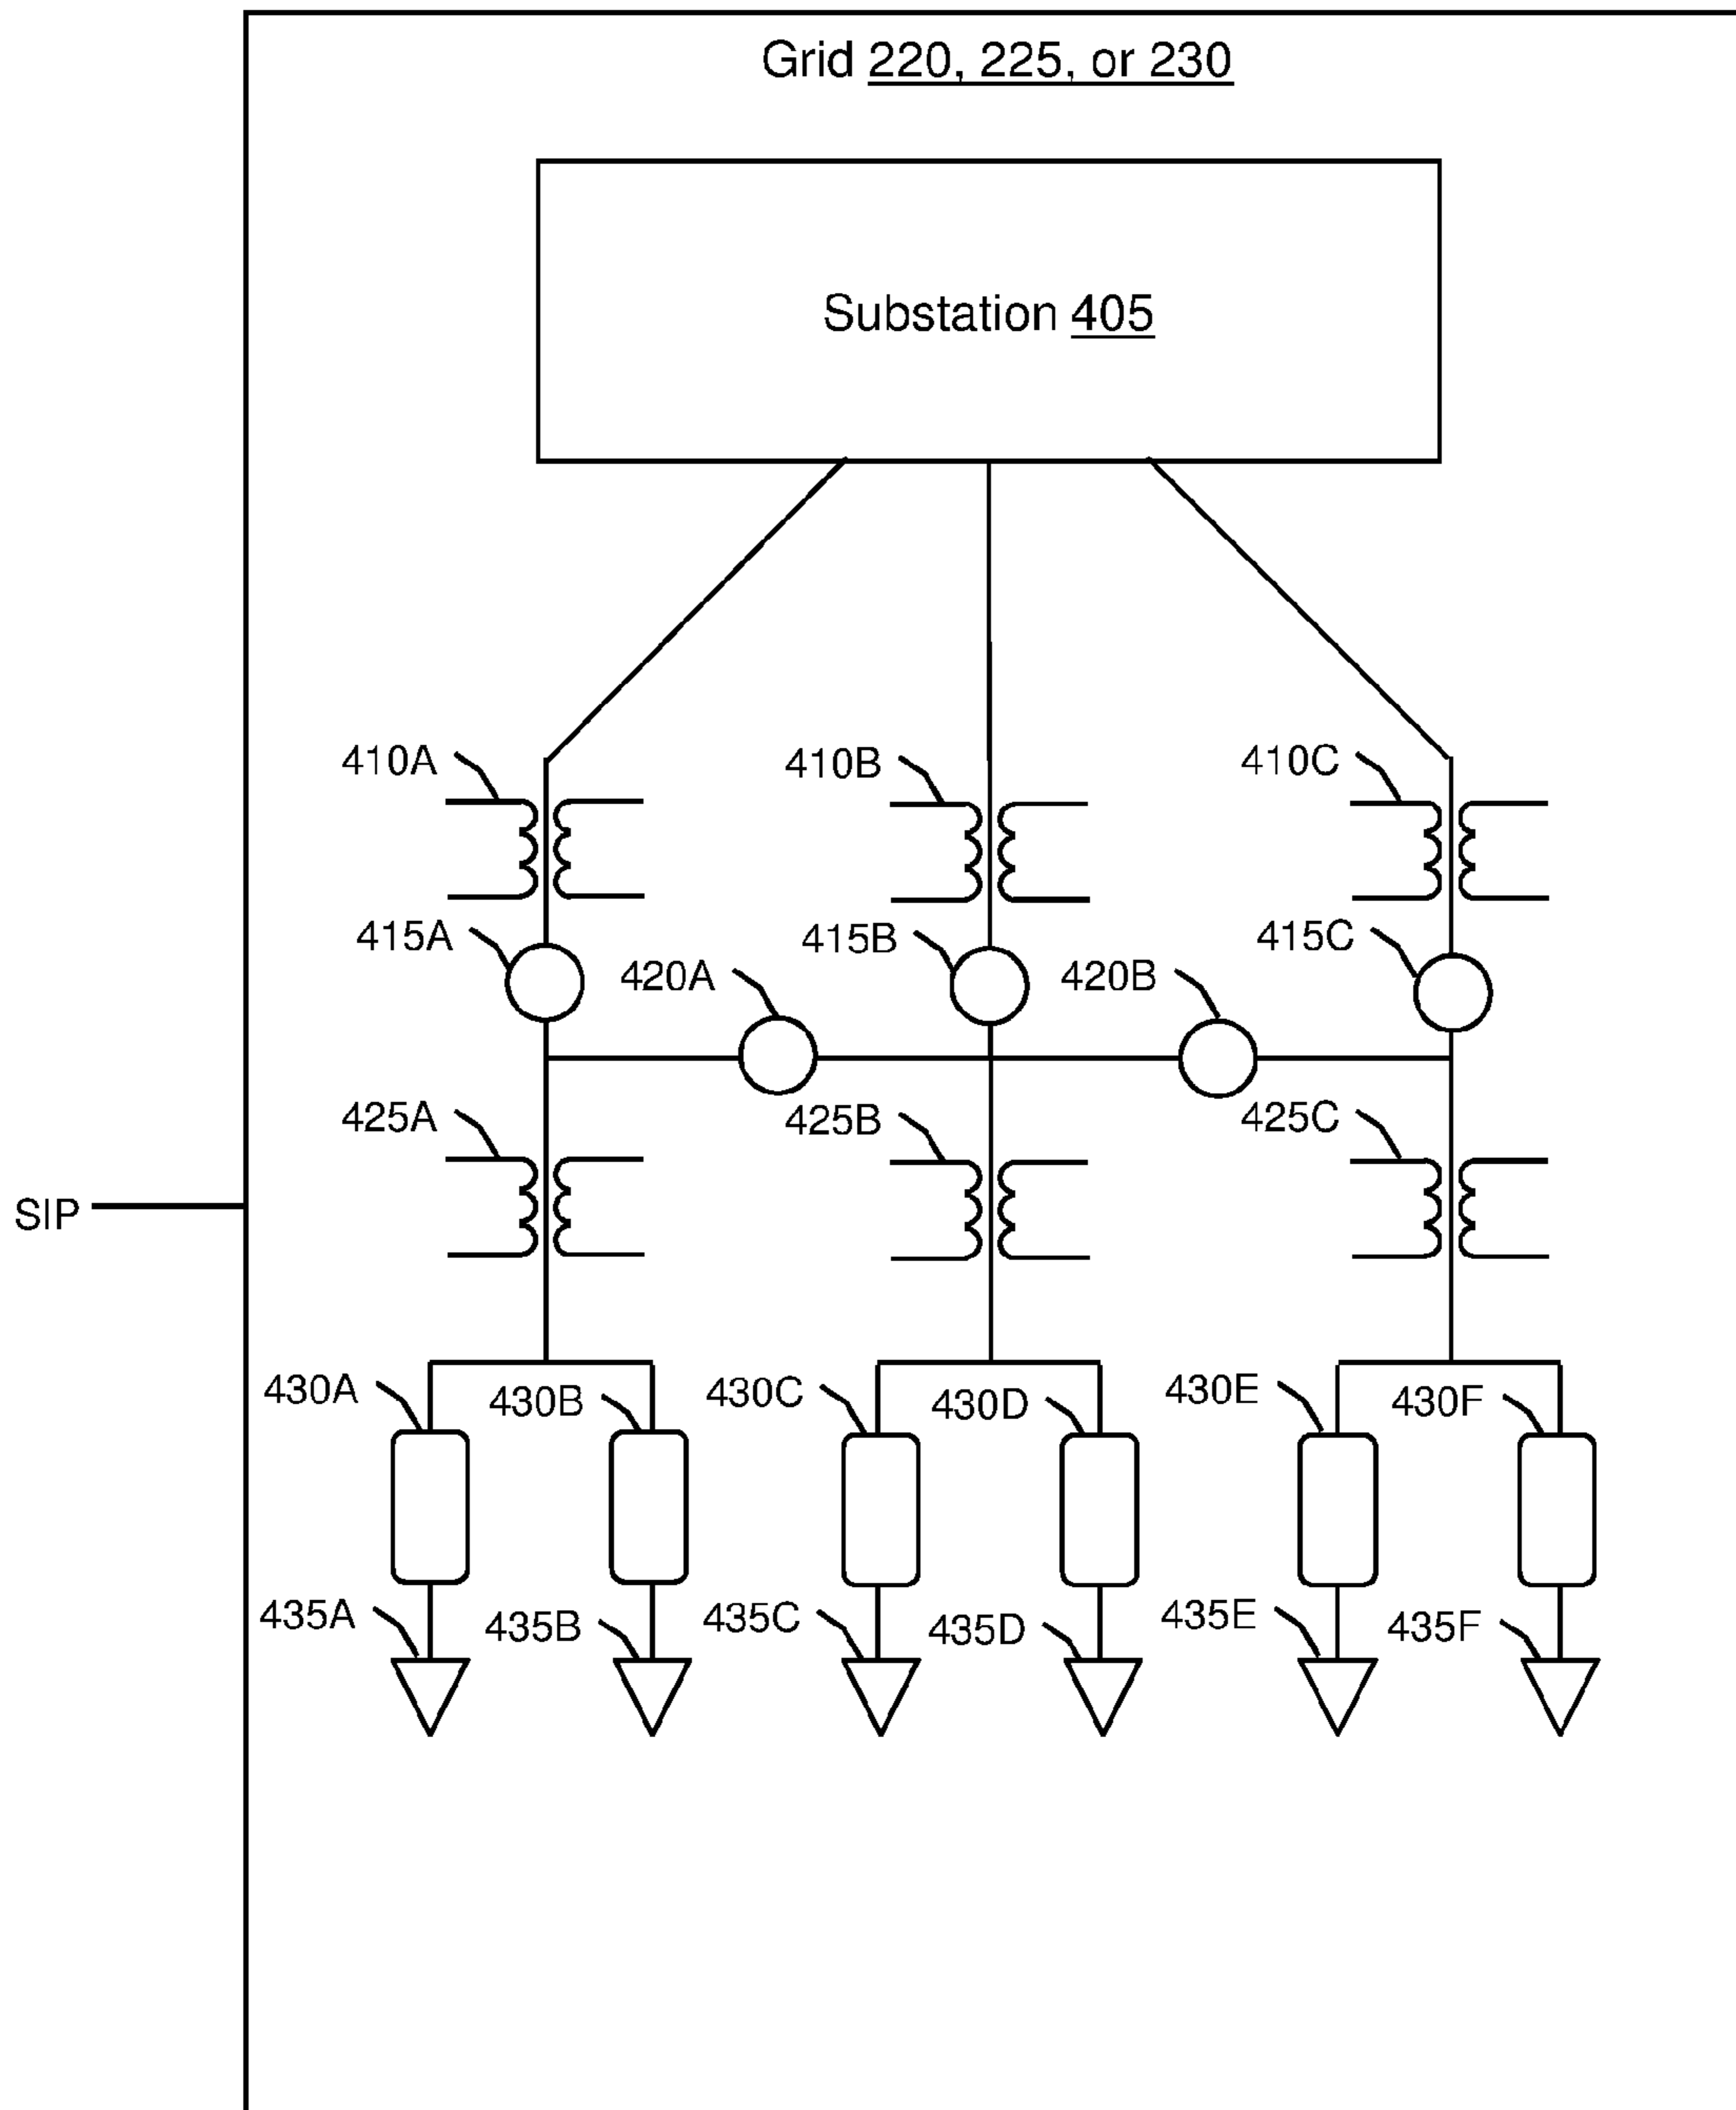 Grid 220, 225, or 230
Substation 405
410A
410B
410C
415A
415B
415C
420A
420B
425A
425B
425C
SIP
430A
430B
430C
430D
430E
430F
435A
435B
435C
435D
435E
435F